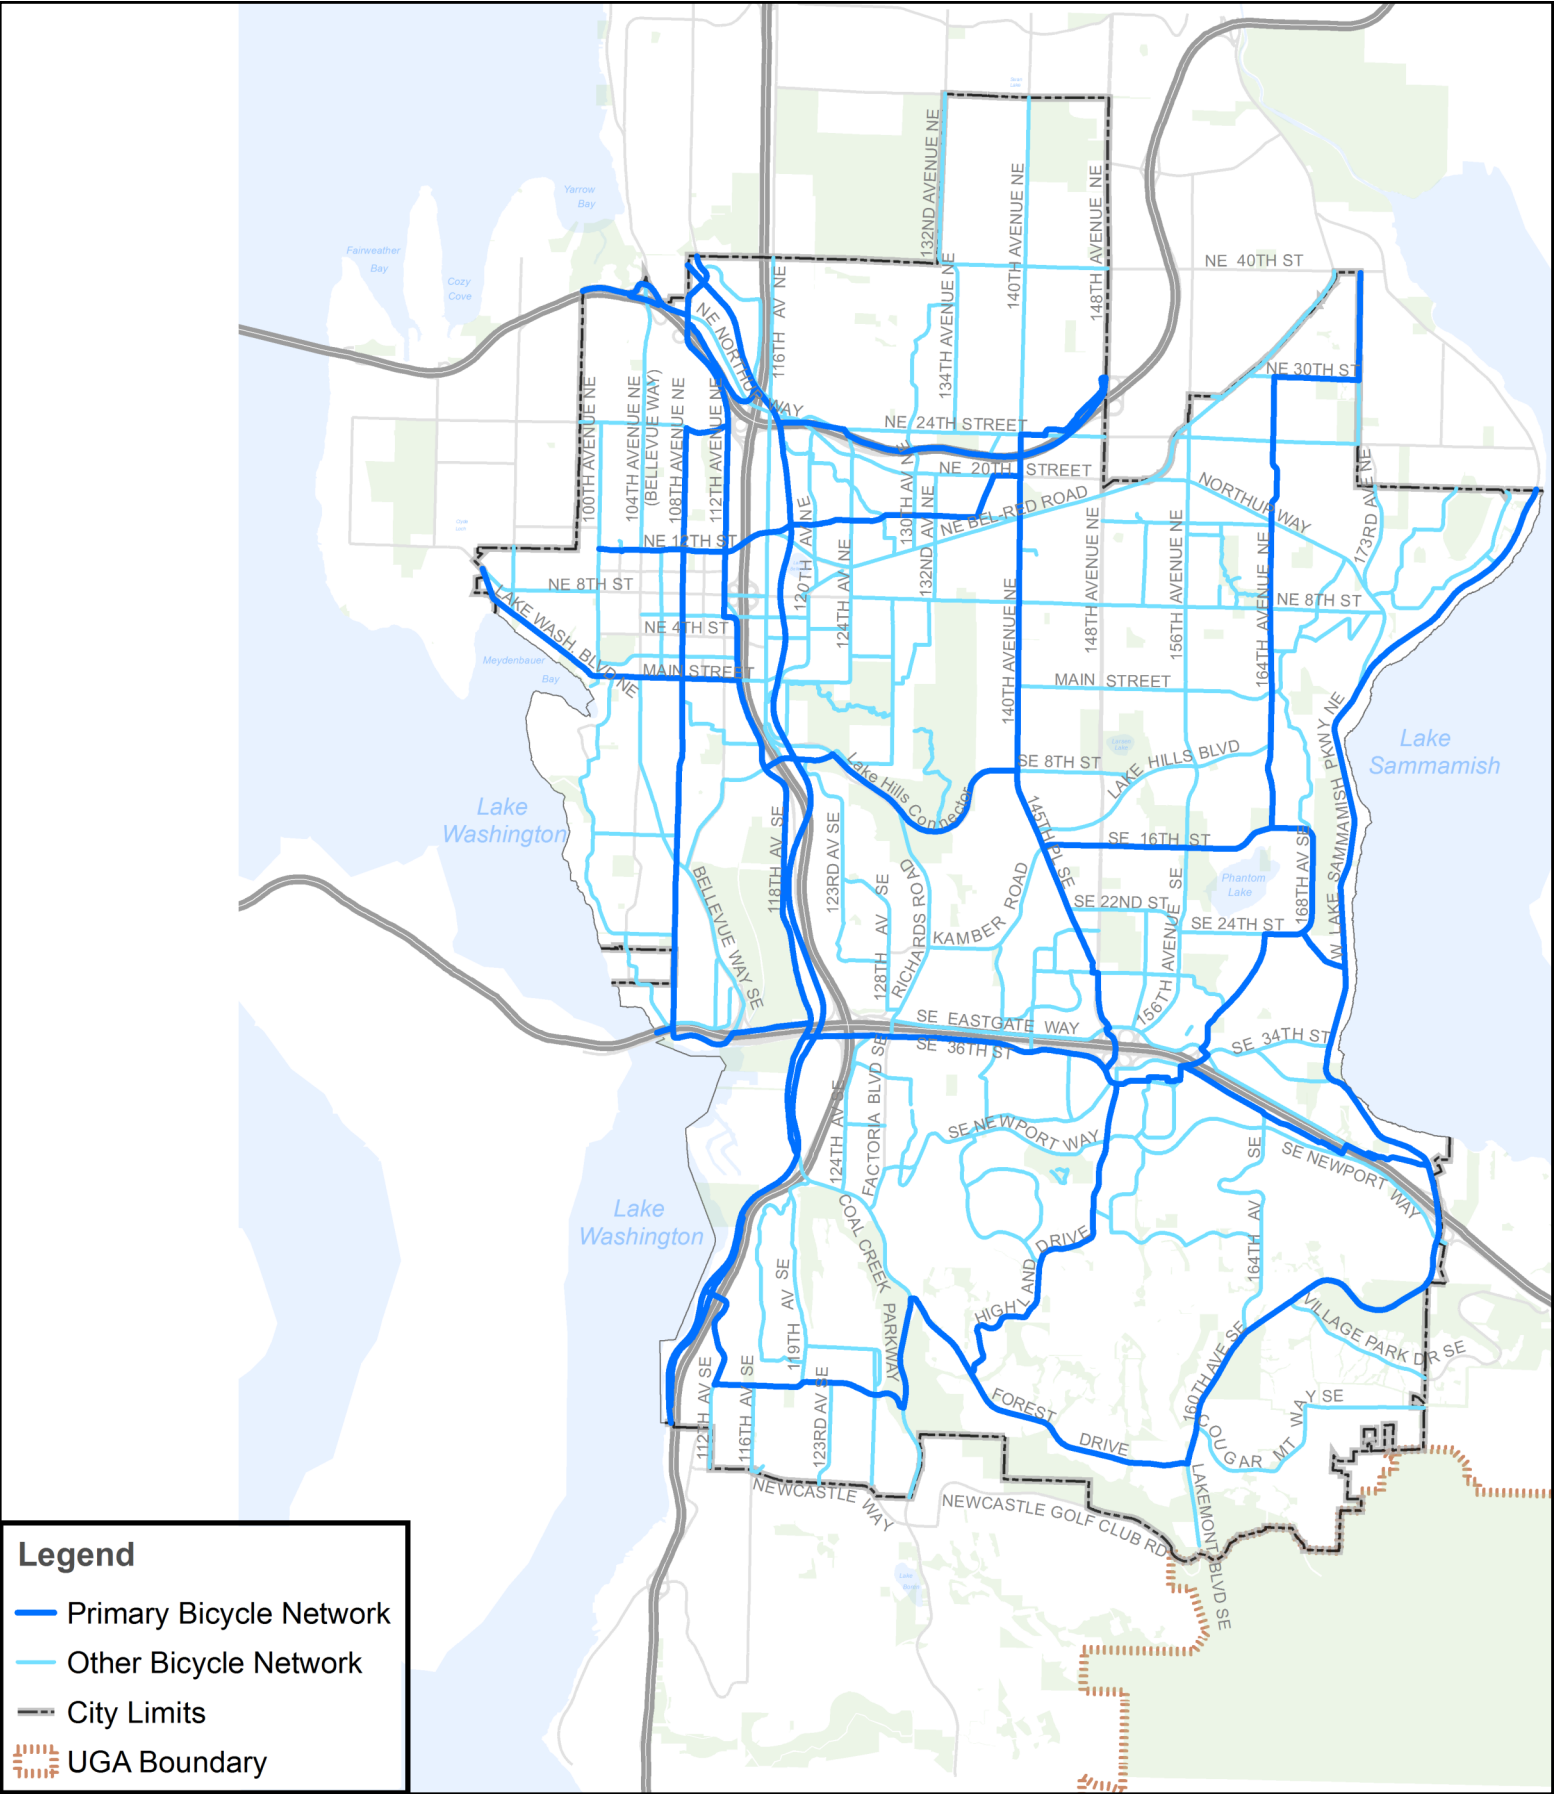 Yarrow
Bay
Fairweather
Bay
Cozy
Cove
132ND AVENUE NE
140TH AVENUE NE
148TH AVENUE NE
NE 40TH ST
134TH AVENUE NE
116TH AV NE
NE NORTHUP WAY
NE 30TH ST
100TH AVENUE NE
104TH AVENUE NE
(BELLEVUE WAY)
108TH AVENUE NE
112TH AVENUE NE
NE 24TH STREET
NE 20TH STREET
130TH AV NE
132ND AV NE
NE BEL-RED ROAD
NORTHUP WAY
173RD AVE NE
NE 12TH ST
120TH AV NE
124TH AV NE
148TH AVENUE NE
156TH AVENUE NE
164TH AVENUE NE
NE 8TH ST
NE 8TH ST
LAKE WASH. BLVD NE
NE 4TH ST
140TH AVENUE NE
Meydenbauer
Bay
MAIN STREET
MAIN STREET
Lake
Sammamish
Lake Hills Connector
SE 8TH ST
LAKE HILLS BLVD
W LAKE SAMMAMISH PKWY NE
Lake
Washington
145TH PL SE
SE 16TH ST
118TH AV SE
123RD AV SE
168TH AV SE
Phantom
Lake
BELLEVUE WAY SE
128TH AV SE
RICHARDS ROAD
KAMBER ROAD
SE 22ND ST
SE 24TH ST
156TH AVENUE SE
SE EASTGATE WAY
SE 36TH ST
SE 34TH ST
124TH AV SE
FACTORIA BLVD SE
SE NEWPORT WAY
SE NEWPORT WAY
Lake
Washington
COAL CREEK PARKWAY
HIGHLAND DRIVE
164TH AV SE
119TH AV SE
VILLAGE PARK DR SE
160TH AVE SE
112TH AV SE
116TH AV SE
123RD AV SE
FOREST DRIVE
COUGAR MT WAY SE
NEWCASTLE WAY
NEWCASTLE GOLF CLUB RD
LAKEMONT BLVD SE
Legend
Primary Bicycle Network
Other Bicycle Network
City Limits
UGA Boundary